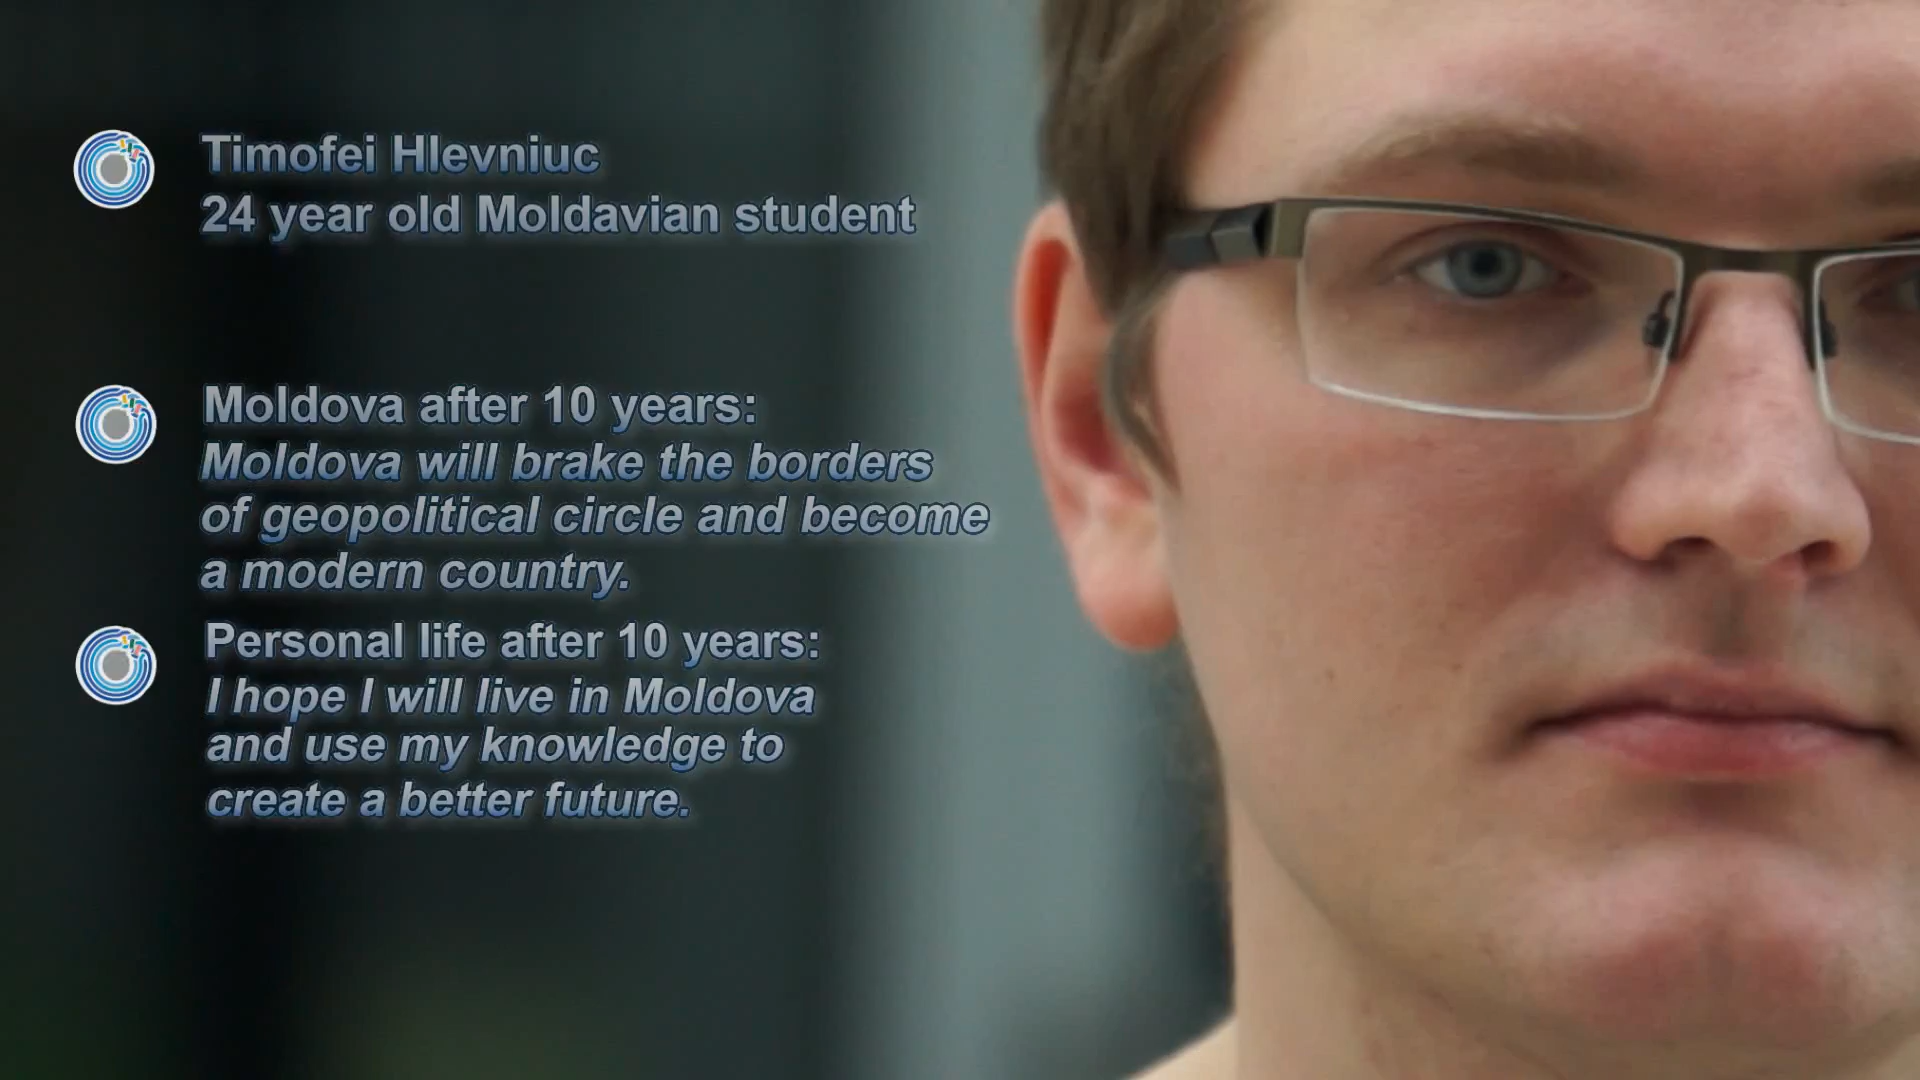 Timofei Hlevniuc
24 year old Moldavian student
Moldova after 10 years:
Moldova will brake the borders
of geopolitical circle and become
a modern country.
Personal life after 10 years:
I hope I will live in Moldova
and use my knowledge to
create a better future.